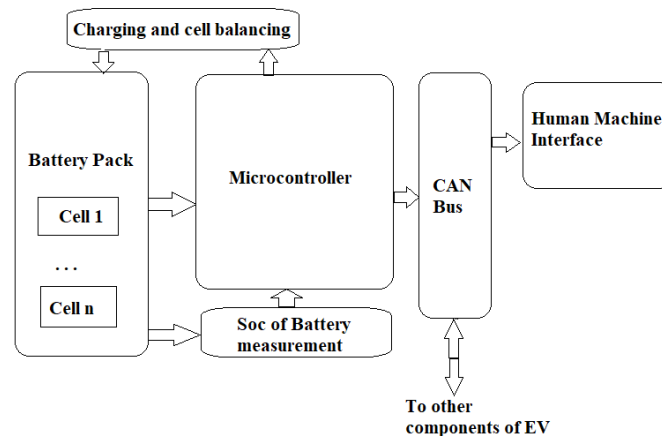 Charging and cell balancing
Battery Pack
Cell 1
...
Cell n
Microcontroller
Soc of Battery
measurement
CAN
Bus
Human Machine
Interface
To other
components of EV